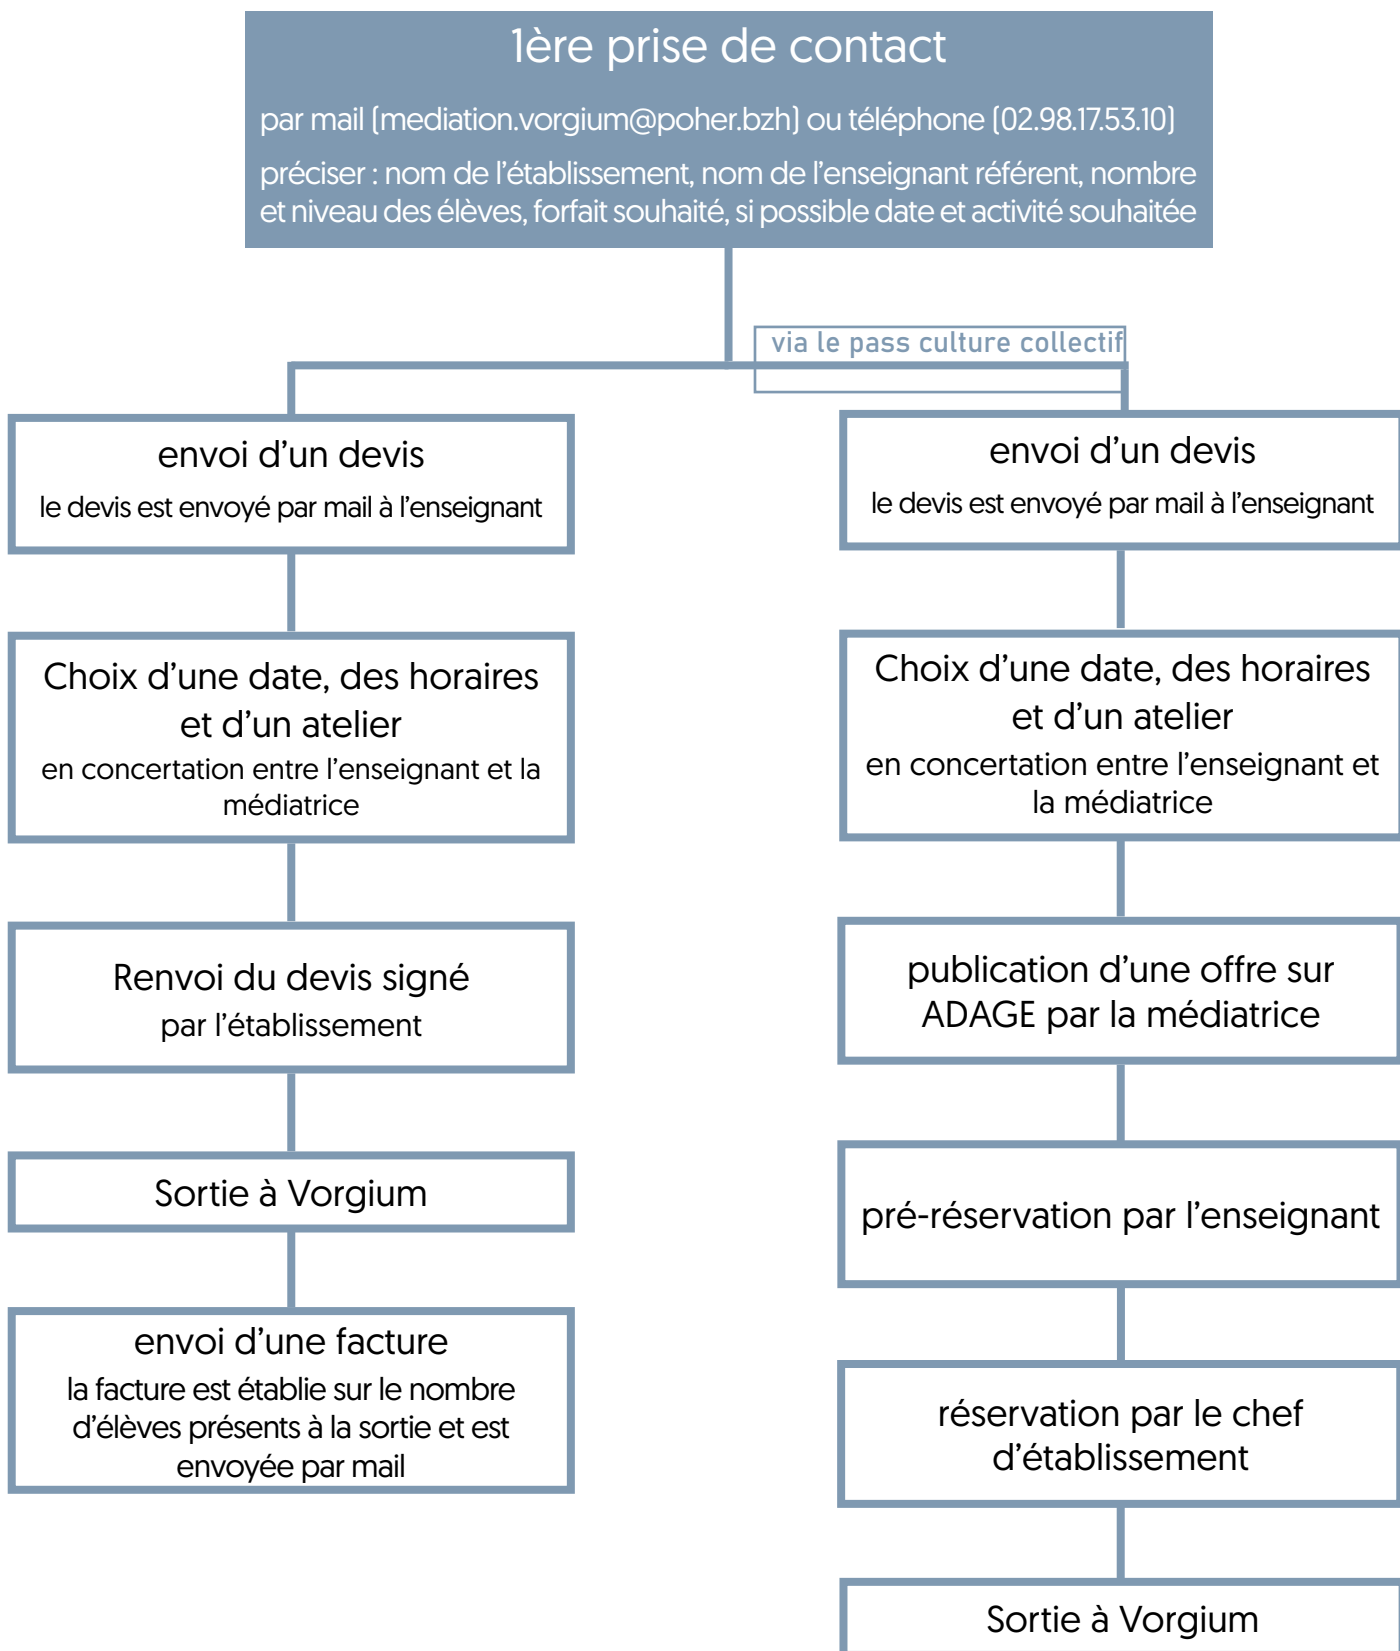 1ère prise de contact
par mail (mediation.vorgium@poher.bzh) ou téléphone (02.98.17.53.10)
préciser : nom de l’établissement, nom de l’enseignant référent, nombre
et niveau des élèves, forfait souhaité, si possible date et activité souhaitée
via le pass culture collectif
envoi d’un devis
le devis est envoyé par mail à l’enseignant
Choix d’une date, des horaires
et d’un atelier
en concertation entre l’enseignant et la
médiatrice
Renvoi du devis signé
par l’établissement
Sortie à Vorgium
envoi d’une facture
la facture est établie sur le nombre
d’élèves présents à la sortie et est
envoyée par mail
envoi d’un devis
le devis est envoyé par mail à l’enseignant
Choix d’une date, des horaires
et d’un atelier
en concertation entre l’enseignant et
la médiatrice
publication d’une offre sur
ADAGE par la médiatrice
pré-réservation par l’enseignant
réservation par le chef
d’établissement
Sortie à Vorgium